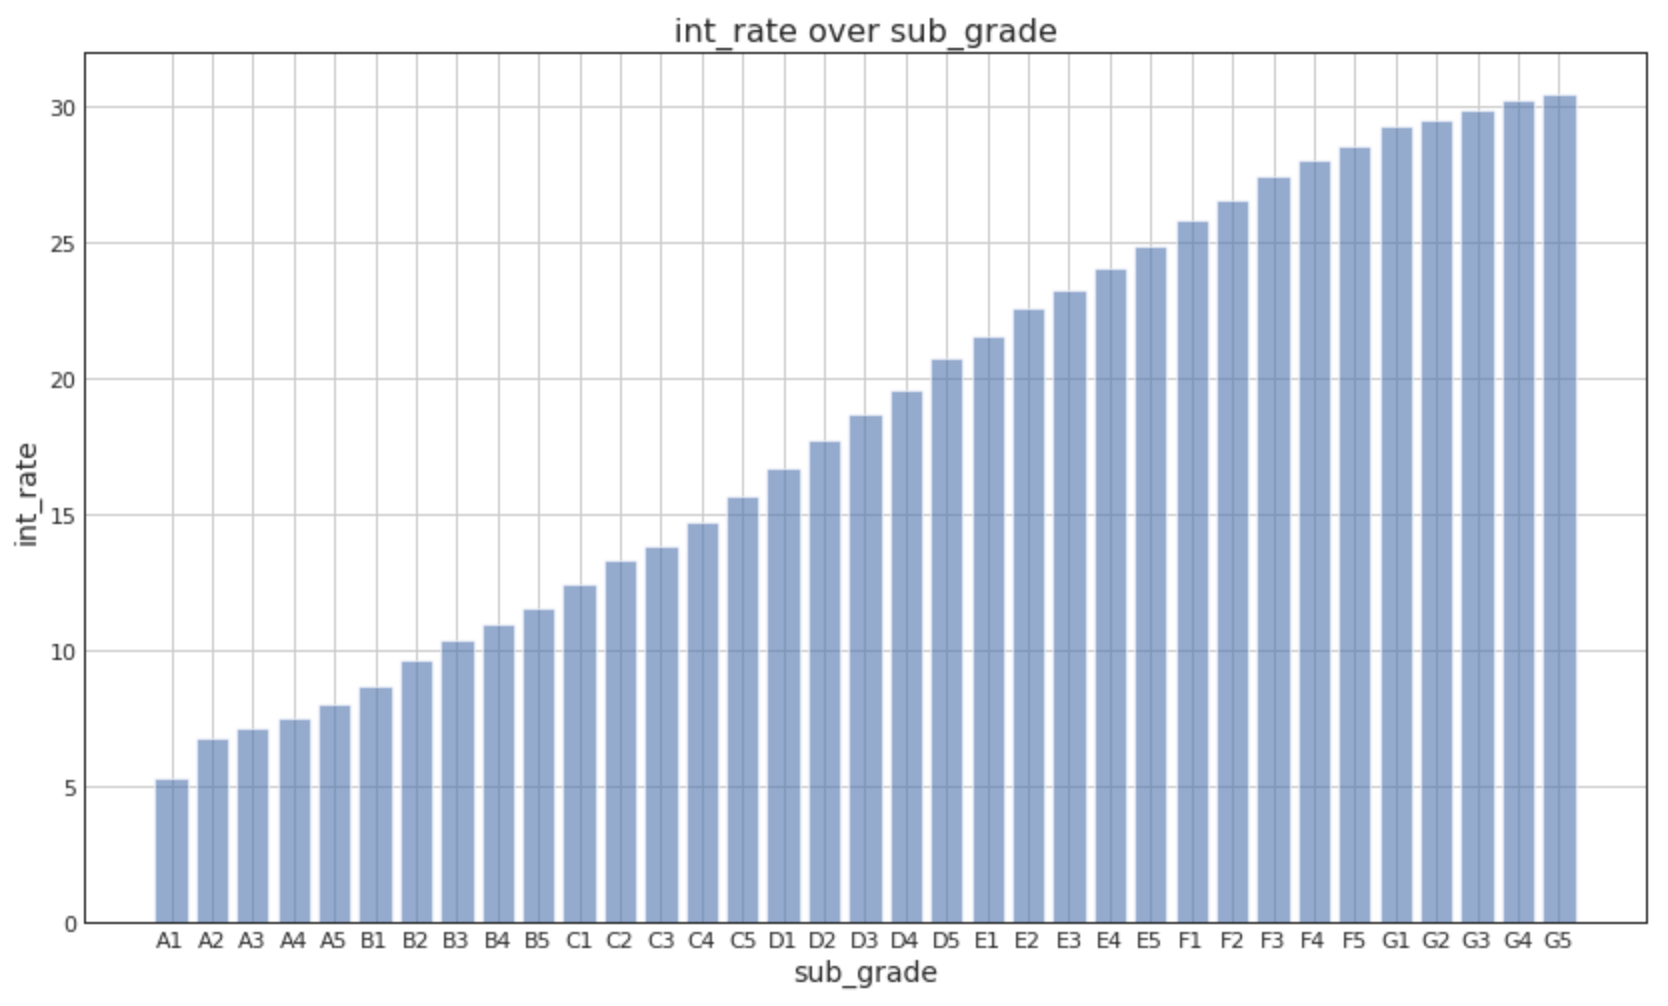 int_rate over sub_grade
30
25
20
15
10
5
0
int_rate
A1 A2 A3 A4 A5 B1 B2 B3 B4 B5 C1 C2 C3 C4 C5 D1 D2 D3 D4 D5 E1 E2 E3 E4 E5 F1 F2 F3 F4 F5 G1 G2 G3 G4 G5
sub_grade